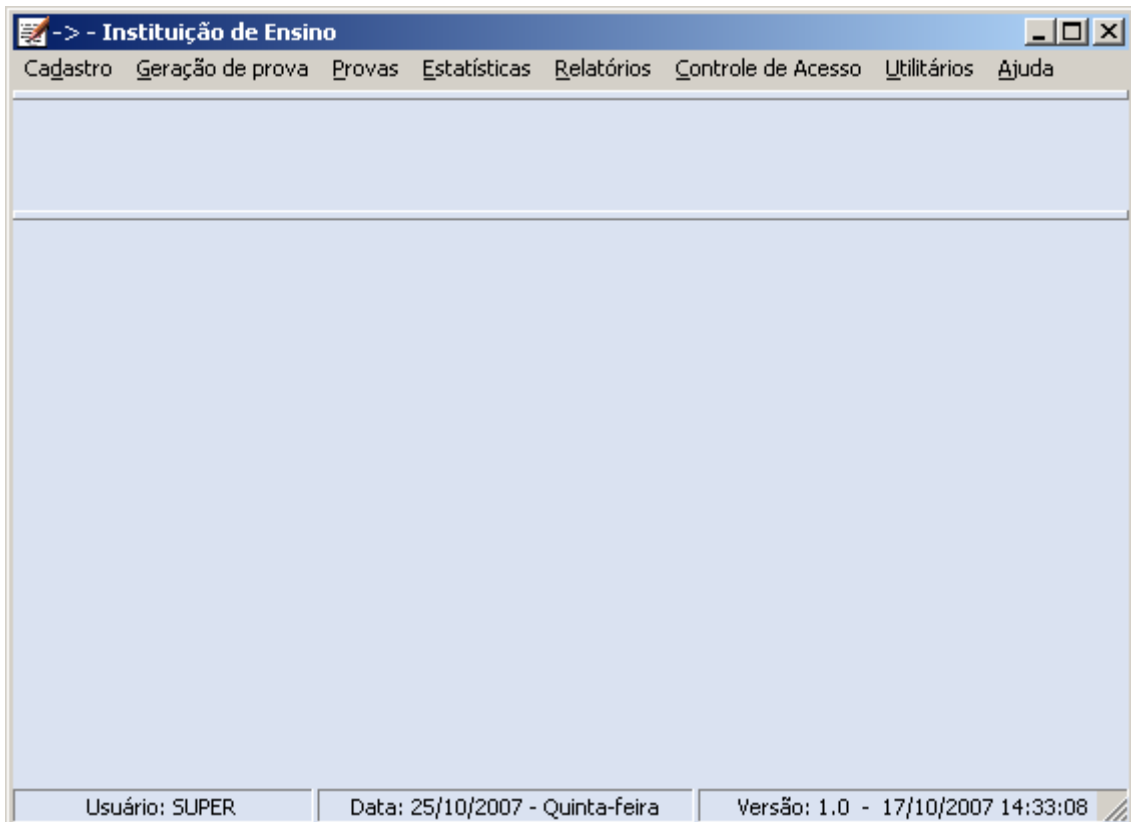 -> - Instituição de Ensino
Cadastro Geração de prova Provas Estatísticas Relatórios Controle de Acesso Utilitários Ajuda
Usuário: SUPER Data: 25/10/2007 - Quinta-feira Versão: 1.0 - 17/10/2007 14:33:08